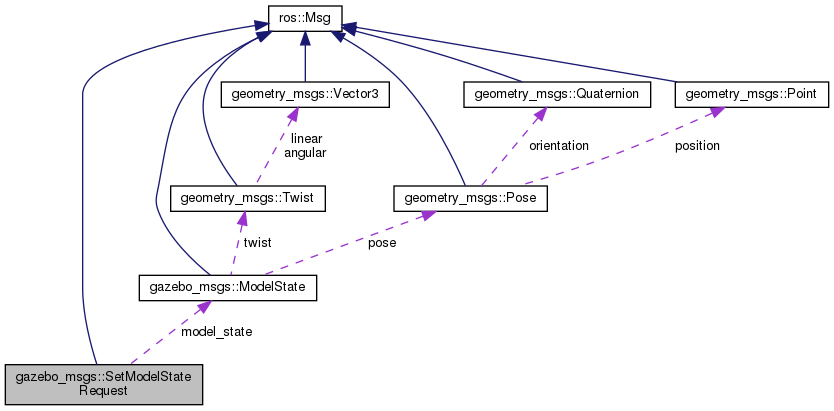 ros::Msg
geometry_msgs::Vector3
geometry_msgs::Quaternion
geometry_msgs::Point
linear
angular
orientation
position
geometry_msgs::Twist
geometry_msgs::Pose
twist
pose
gazebo_msgs::ModelState
model_state
gazebo_msgs::SetModelState
Request